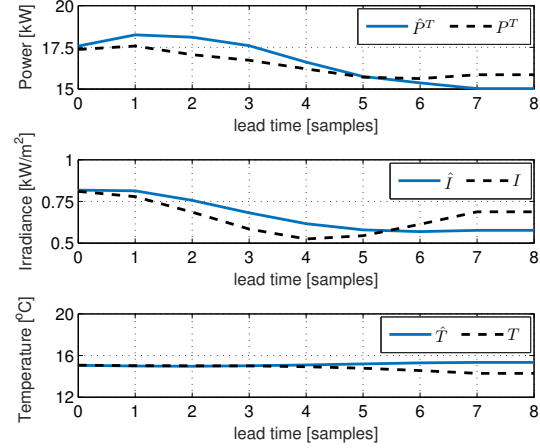 20
17.5
15
Power [kW]
P̂ᵀ Pᵀ
0 1 2 3 4 5 6 7 8
lead time [samples]
1
0.75
0.5
Irradiance [kW/m²]
Î I
0 1 2 3 4 5 6 7 8
lead time [samples]
20
16
12
Temperature [°C]
T̂ T
0 1 2 3 4 5 6 7 8
lead time [samples]